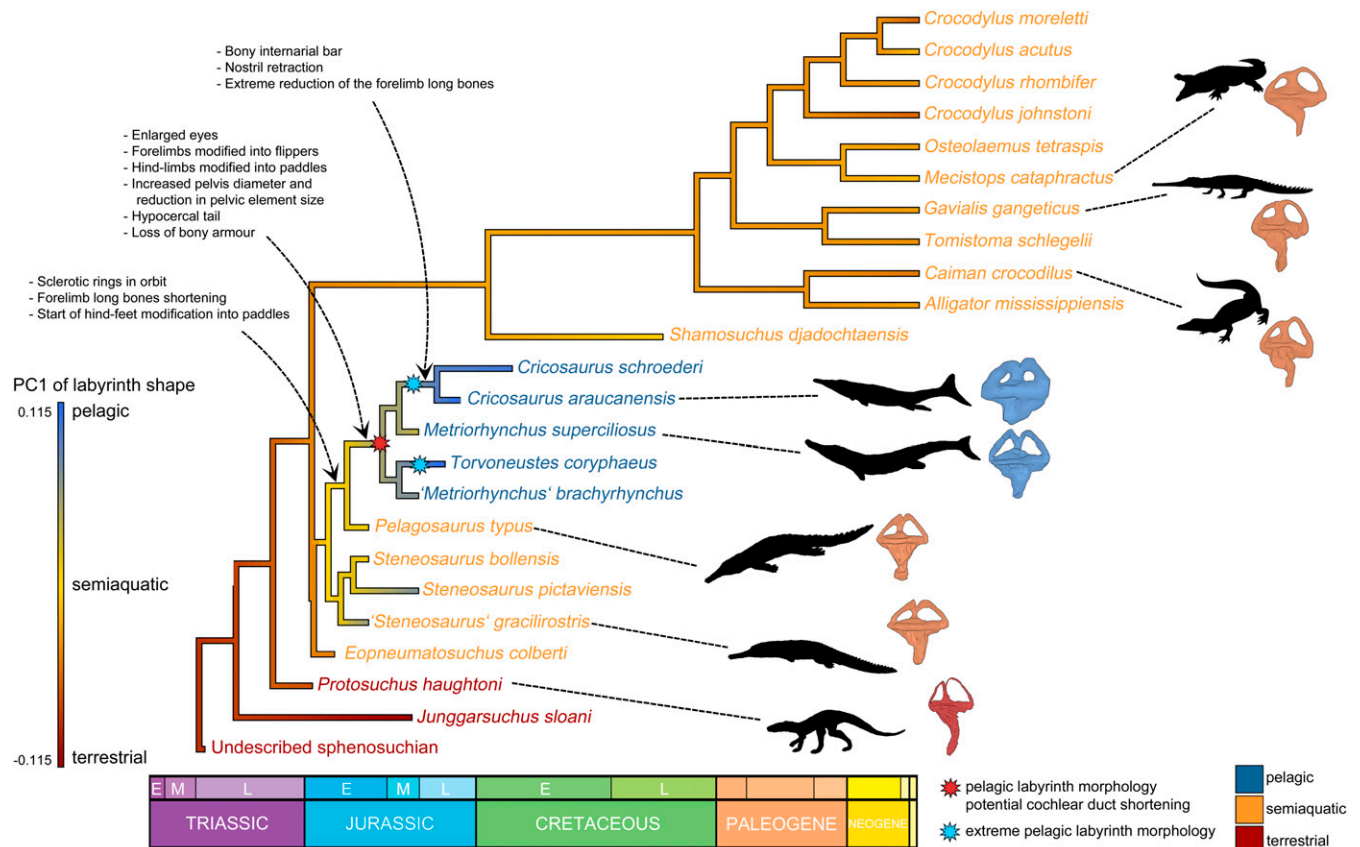 - Bony internarial bar
- Nostril retraction
- Extreme reduction of the forelimb long bones
- Enlarged eyes
- Forelimbs modified into flippers
- Hind-limbs modified into paddles
- Increased pelvis diameter and
reduction in pelvic element size
- Hypocercal tail
- Loss of bony armour
- Sclerotic rings in orbit
- Forelimb long bones shortening
- Start of hind-feet modification into paddles
PC1 of labyrinth shape
0.115
pelagic
semiaquatic
-0.115
terrestrial
Crocodylus moreletti
Crocodylus acutus
Crocodylus rhombifer
Crocodylus johnstoni
Osteolaemus tetraspis
Mecistops cataphractus
Gavialis gangeticus
Tomistoma schlegelii
Caiman crocodilus
Alligator mississippiensis
Shamosuchus djadochtaensis
Cricosaurus schroederi
Cricosaurus araucanensis
Metriorhynchus superciliosus
Torvoneustes coryphaeus
'Metriorhynchus' brachyrhynchus
Pelagosaurus typus
Steneosaurus bollensis
Steneosaurus pictaviensis
'Steneosaurus' gracilirostris
Eopneumatosuchus colberti
Protosuchus haughtoni
Junggarsuchus sloani
Undescribed sphenosuchian
E M L E M L E L
TRIASSIC JURASSIC CRETACEOUS PALEOGENE NEOGENE
pelagic labyrinth morphology
potential cochlear duct shortening
extreme pelagic labyrinth morphology
pelagic
semiaquatic
terrestrial